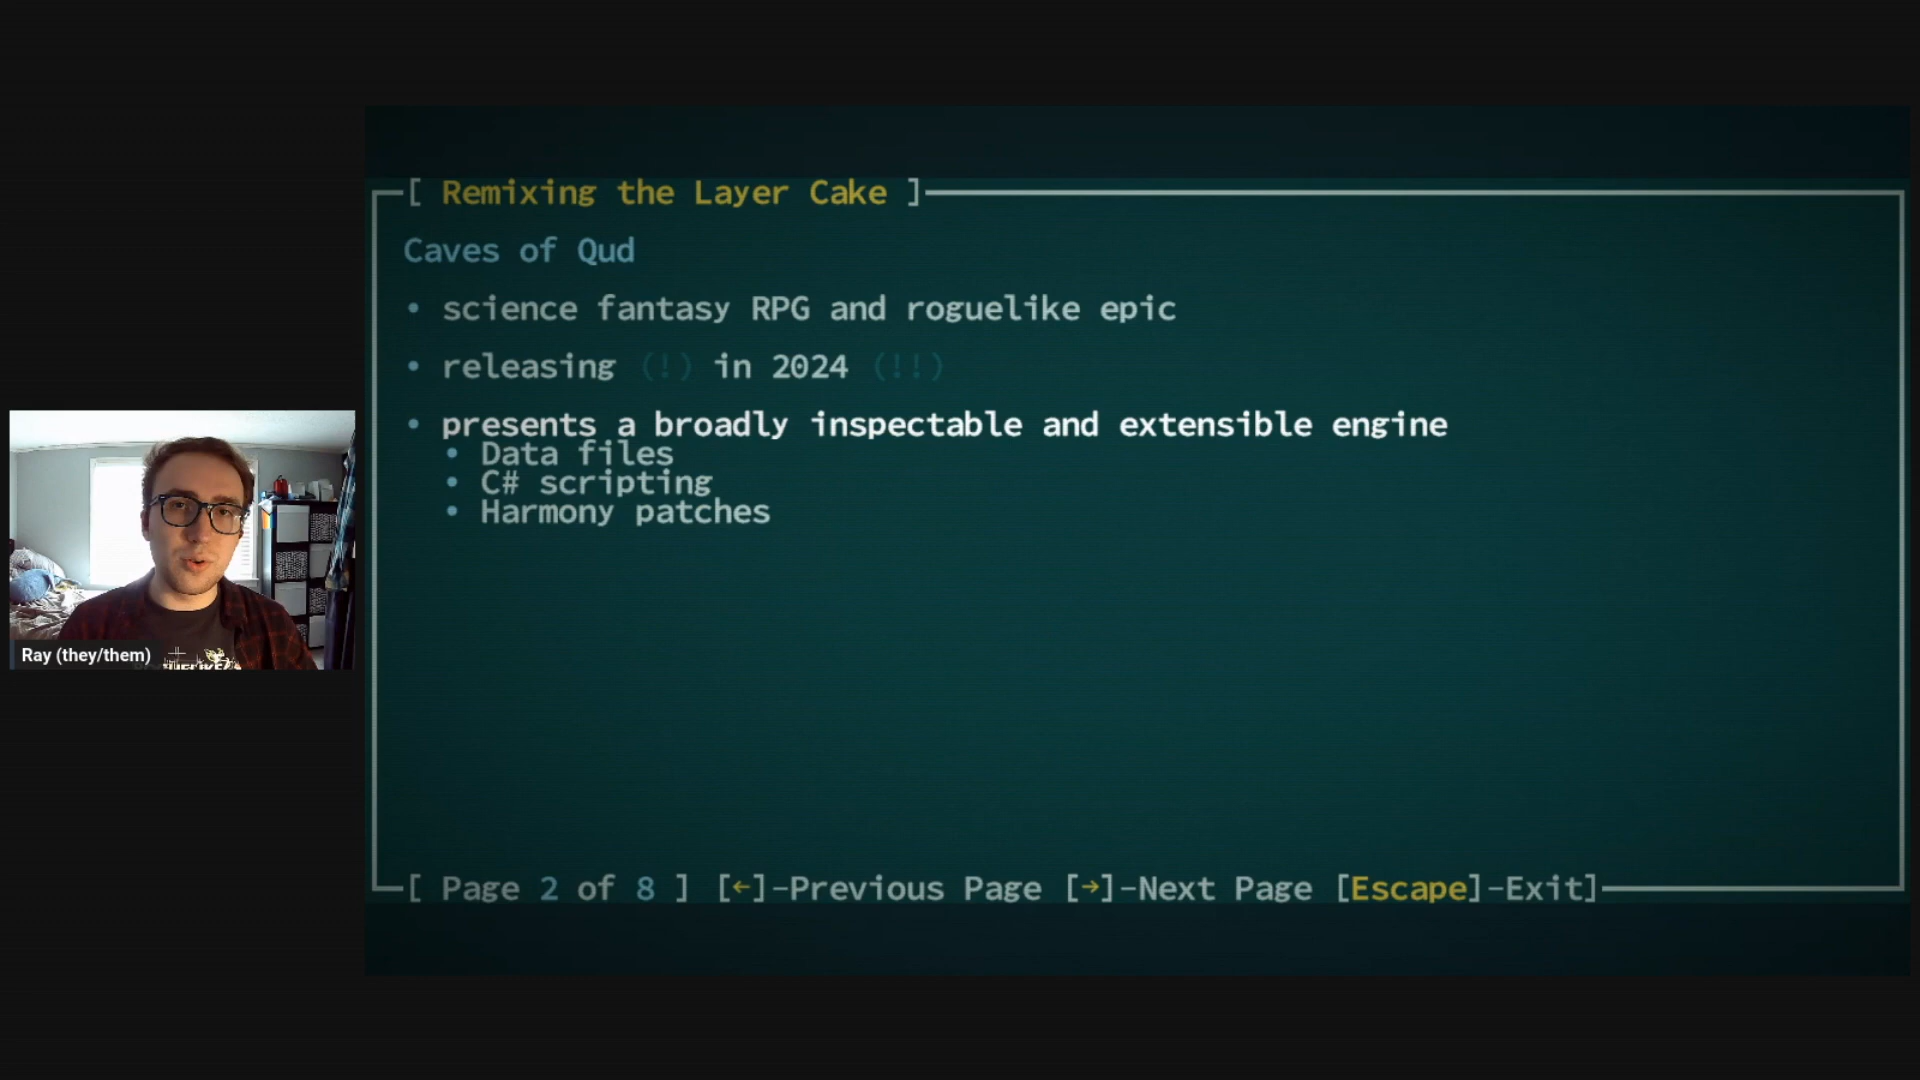 [ Remixing the Layer Cake ]
Caves of Qud
• science fantasy RPG and roguelike epic
• releasing (!) in 2024 (!!)
• presents a broadly inspectable and extensible engine
• Data files
• C# scripting
• Harmony patches
Ray (they/them)
[ Page 2 of 8 ] [←]-Previous Page [→]-Next Page [Escape]-Exit]